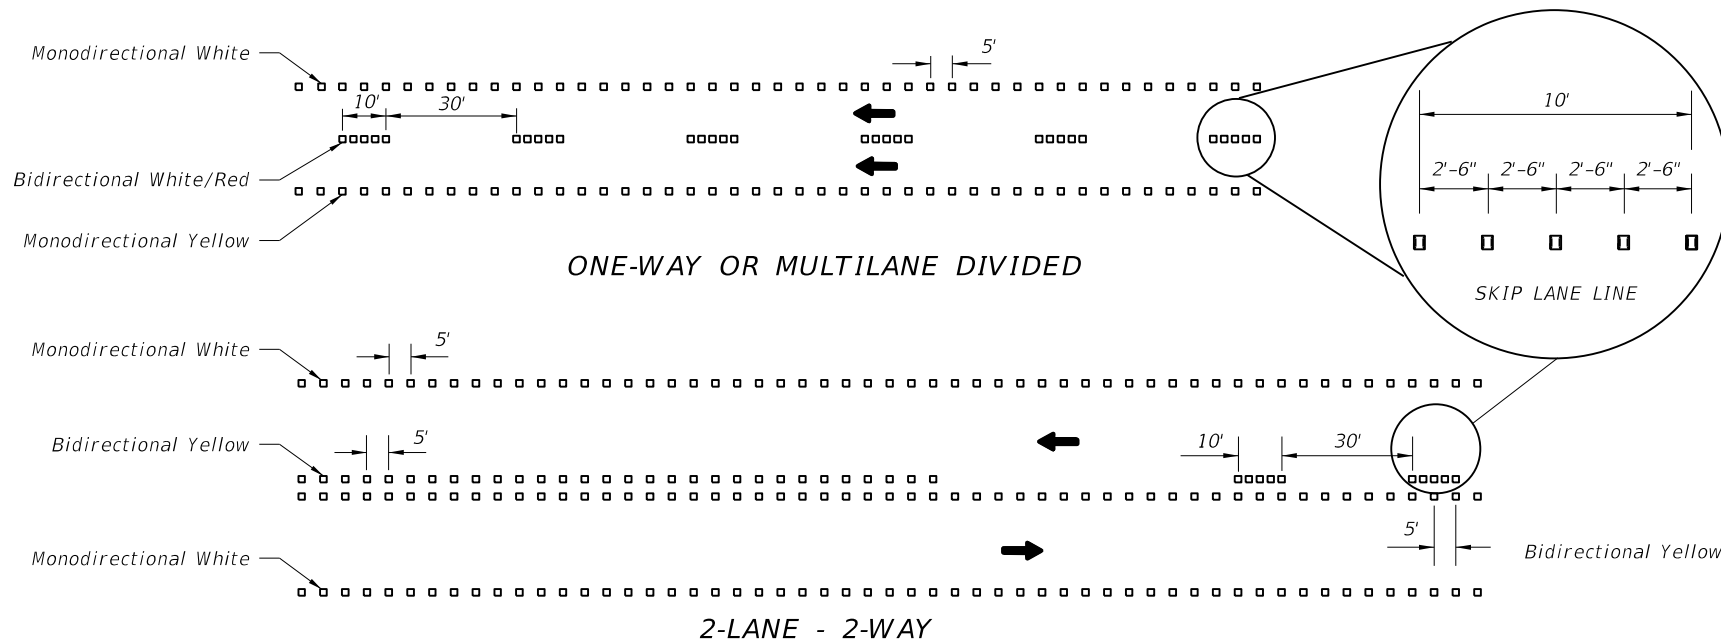 Monodirectional White
5'
10'
30'
Bidirectional White/Red
Monodirectional Yellow
ONE-WAY OR MULTILANE DIVIDED
10'
2'-6" 2'-6" 2'-6" 2'-6"
SKIP LANE LINE
Monodirectional White
5'
Bidirectional Yellow
5'
10'
30'
5'
Bidirectional Yellow
Monodirectional White
2-LANE - 2-WAY